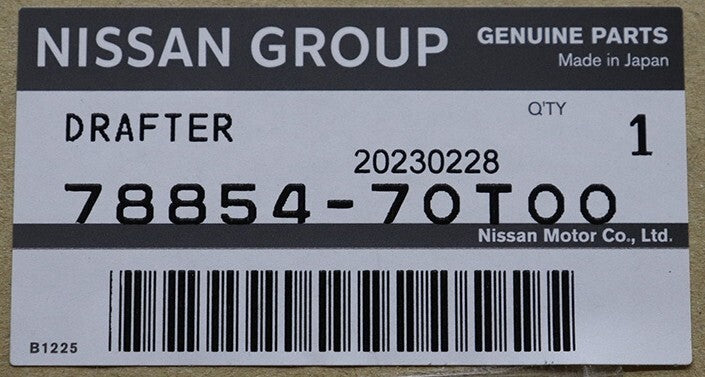 NISSAN GROUP
GENUINE PARTS
Made in Japan
DRAFTER
Q'TY
1
20230228
78854-70T00
Nissan Motor Co., Ltd.
B1225